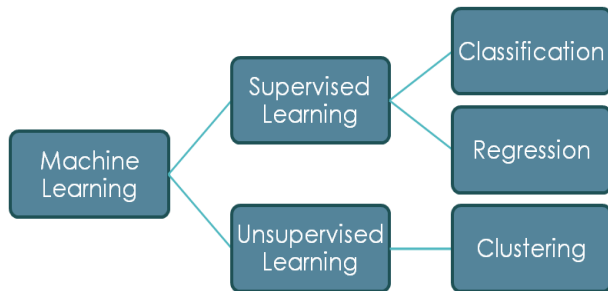 Machine
Learning
Supervised
Learning
Classification
Regression
Unsupervised
Learning
Clustering